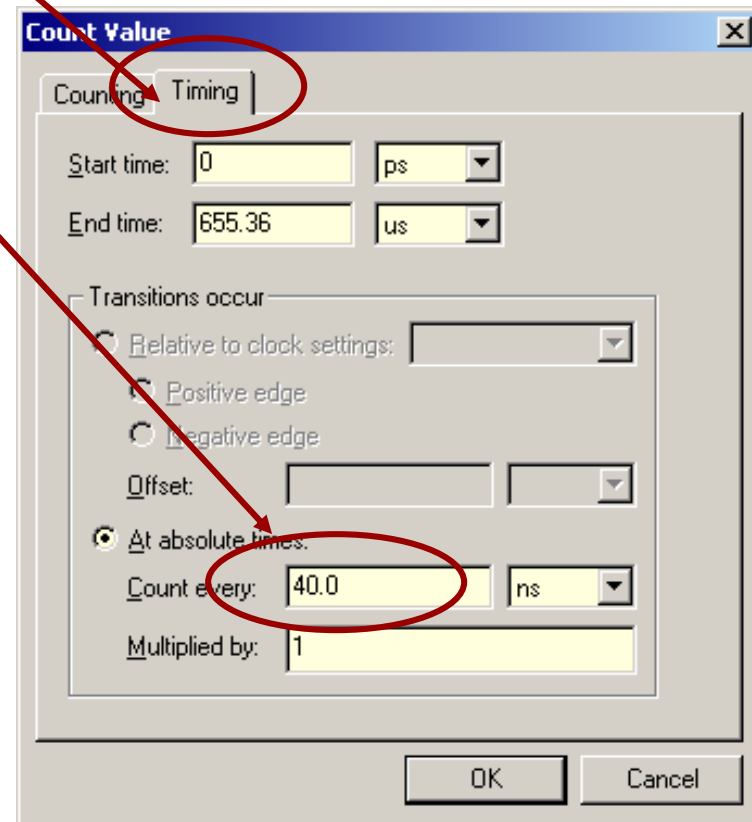 Count Value
Counting Timing
Start time: 0 ps
End time: 655.36 us
Transitions occur
Relative to clock settings:
Positive edge
Negative edge
Offset:
At absolute times:
Count every: 40.0 ns
Multiplied by: 1
OK Cancel